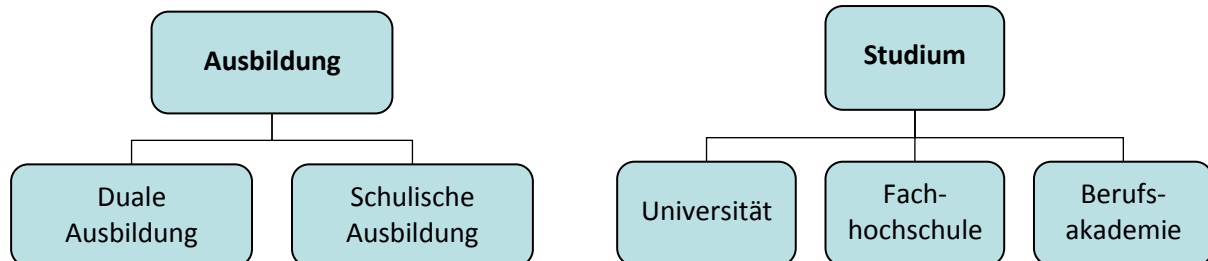 Ausbildung
Studium
Duale
Ausbildung
Schulische
Ausbildung
Universität
Fach-
hochschule
Berufs-
akademie